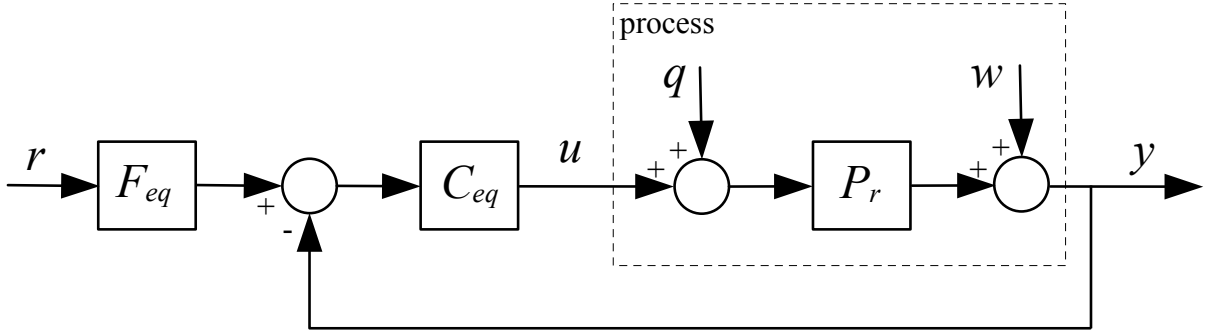 process
q
w
r
F_eq
+
-
C_eq
u
+
+
P_r
+
+
y